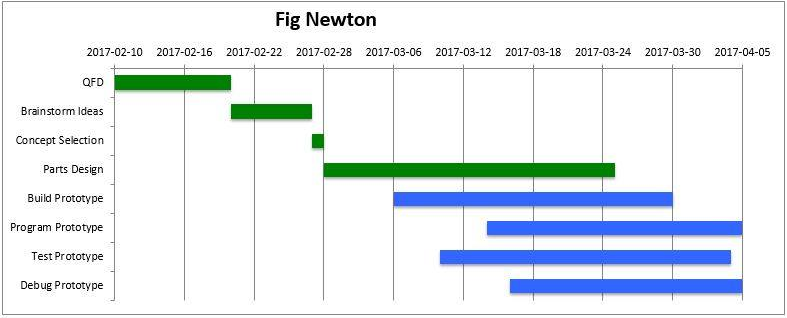 Fig Newton
2017-02-10 2017-02-16 2017-02-22 2017-02-28 2017-03-06 2017-03-12 2017-03-18 2017-03-24 2017-03-30 2017-04-05
QFD
Brainstorm Ideas
Concept Selection
Parts Design
Build Prototype
Program Prototype
Test Prototype
Debug Prototype